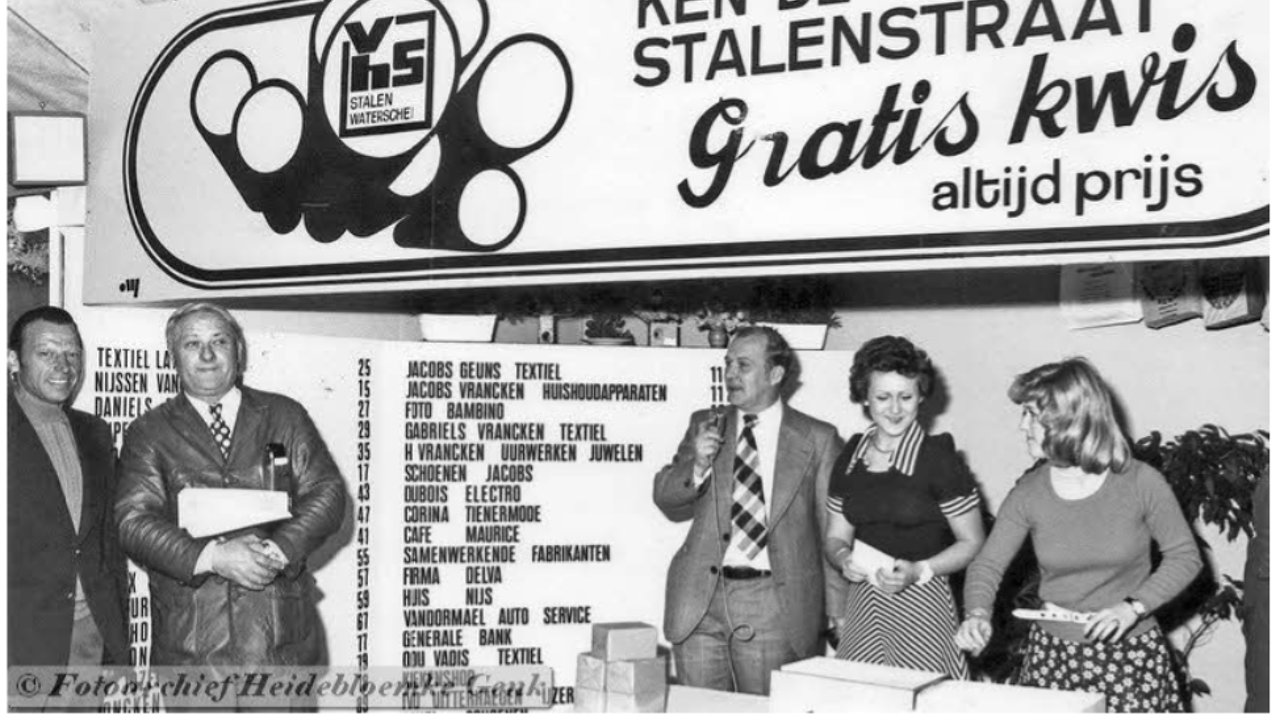 VhS
STALEN
WATERSCHEI
STALENSTRAAT
Gratis kwis
altijd prijs
TEXTIEL
NIJSSEN
DANIELS
25 JACOBS GEUNS TEXTIEL
15 JACOBS VRANCKEN HUISHOUDAPPARATEN
27 FOTO BAMBINO
29 GABRIELS VRANCKEN TEXTIEL
35 H VRANCKEN UURWERKEN JUWELEN
17 SCHOENEN JACOBS
43 DUBOIS ELECTRO
47 CORINA TIENERMODE
41 CAFE MAURICE
55 SAMENWERKENDE FABRIKANTEN
57 FIRMA DELVA
59 HUIS NIJS
67 VANDORMAEL AUTO SERVICE
77 GENERALE BANK
QUO VADIS TEXTIEL
© Fotoarchief Heidebloemke Genk